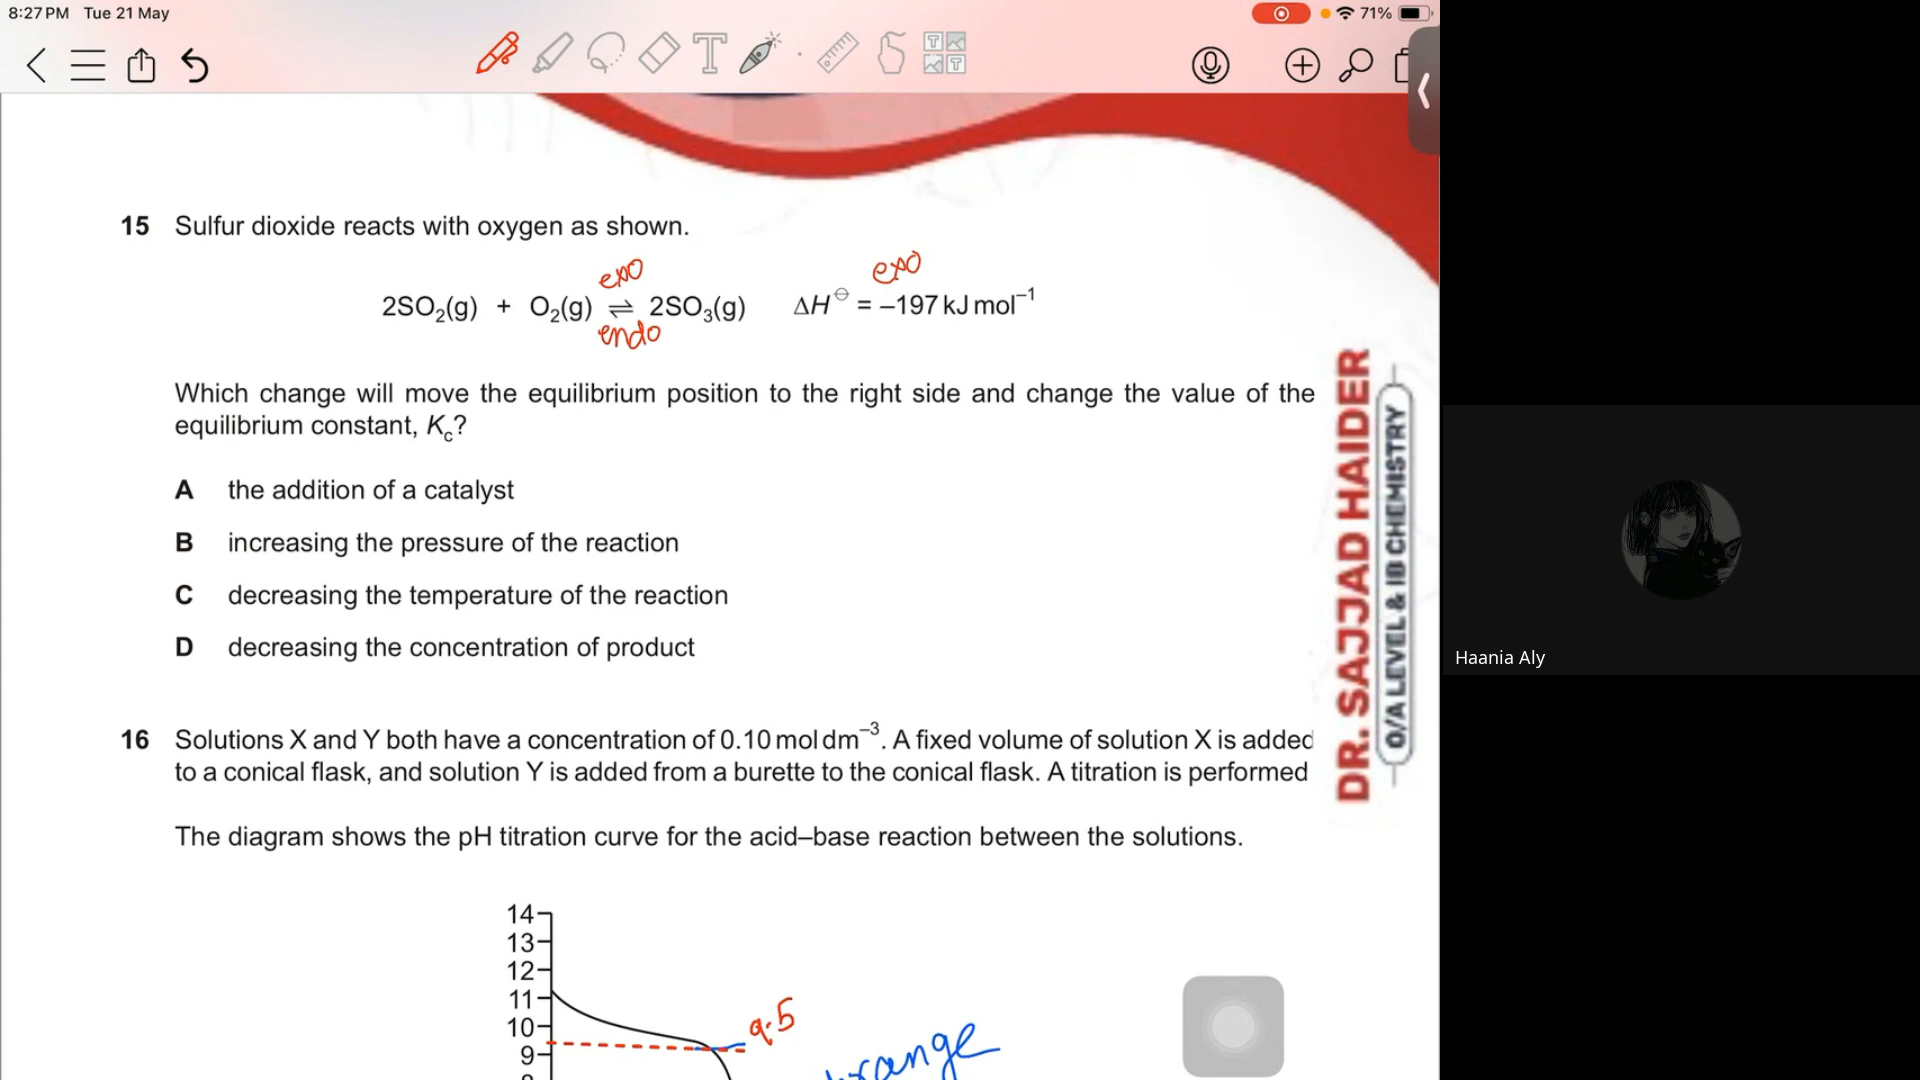 8:27 PM Tue 21 May
71%
15 Sulfur dioxide reacts with oxygen as shown.
exo
exo
2SO₂(g) + O₂(g) ⇌ 2SO₃(g) ΔH⦵ = –197 kJ mol⁻¹
endo
Which change will move the equilibrium position to the right side and change the value of the
equilibrium constant, Kc?
A the addition of a catalyst
B increasing the pressure of the reaction
C decreasing the temperature of the reaction
D decreasing the concentration of product
DR. SAJJAD HAIDER
O/A LEVEL & IB CHEMISTRY
Haania Aly
16 Solutions X and Y both have a concentration of 0.10 mol dm⁻³. A fixed volume of solution X is added
to a conical flask, and solution Y is added from a burette to the conical flask. A titration is performed
The diagram shows the pH titration curve for the acid–base reaction between the solutions.
14
13
12
11
10
9
9.5